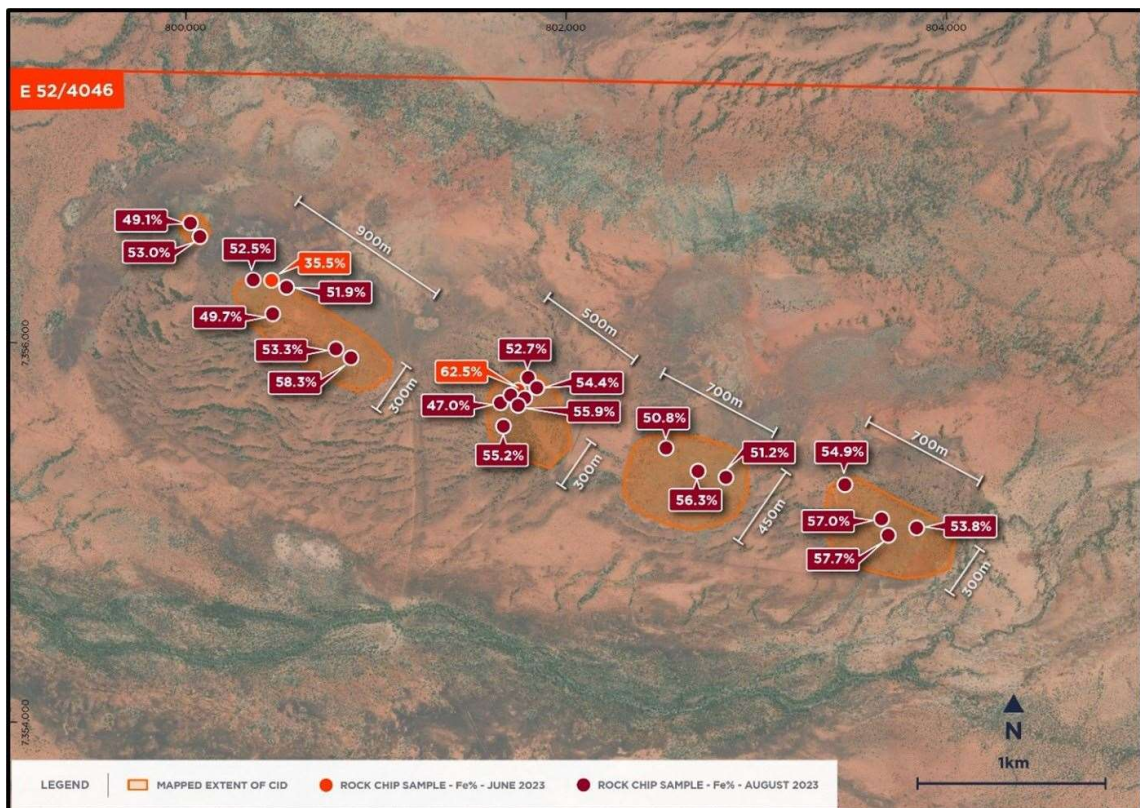 800,000
802,000
804,000
E 52/4046
49.1%
53.0%
900m
52.5%
35.5%
51.9%
49.7%
7,356,000
53.3%
58.3%
300m
500m
52.7%
62.5%
54.4%
47.0%
55.9%
55.2%
300m
700m
50.8%
51.2%
56.3%
450m
700m
54.9%
57.0%
53.8%
57.7%
300m
7,354,000
N
1km
LEGEND
MAPPED EXTENT OF CID
ROCK CHIP SAMPLE - Fe% - JUNE 2023
ROCK CHIP SAMPLE - Fe% - AUGUST 2023